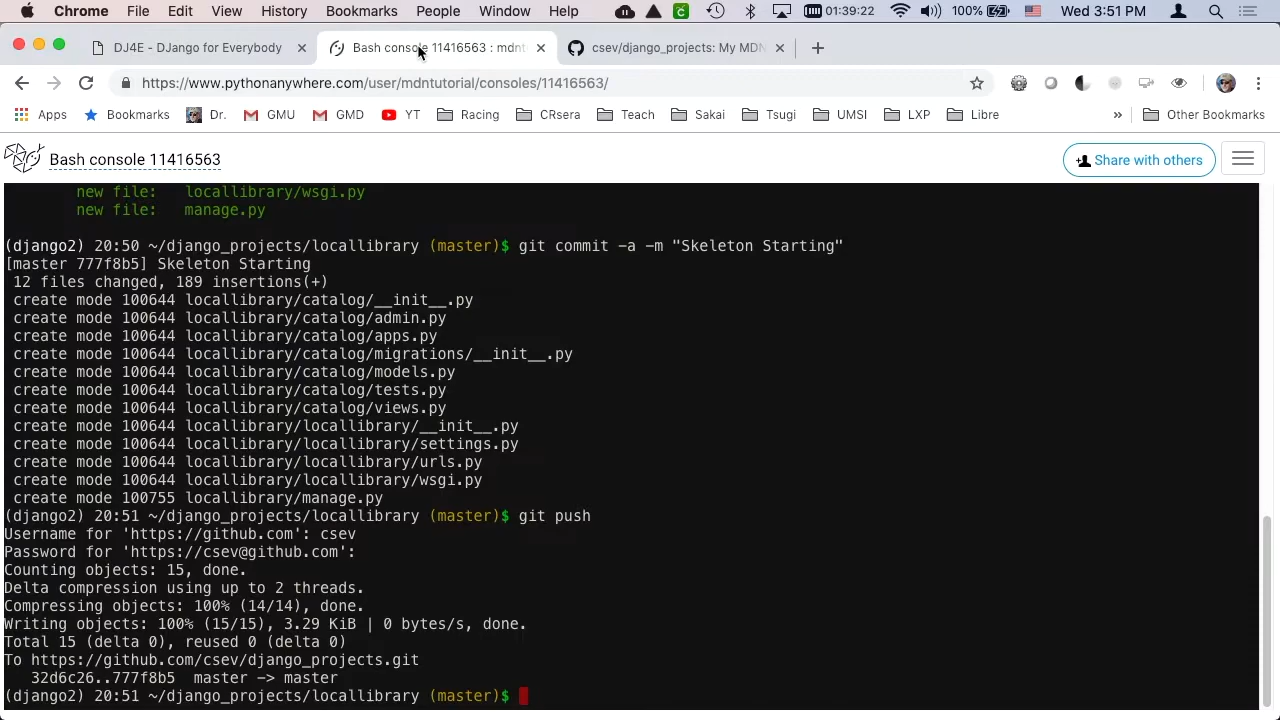 Chrome File Edit View History Bookmarks People Window Help 01:39:22 100% Wed 3:51 PM
DJ4E - DJango for Everybody Bash console 11416563 : mdnt csev/django_projects: My MDN
https://www.pythonanywhere.com/user/mdntutorial/consoles/11416563/
Apps Bookmarks Dr. GMU GMD YT Racing CRsera Teach Sakai Tsugi UMSI LXP Libre » Other Bookmarks
Bash console 11416563 Share with others
new file: locallibrary/wsgi.py
new file: manage.py
(django2) 20:50 ~/django_projects/locallibrary (master)$ git commit -a -m "Skeleton Starting"
[master 777f8b5] Skeleton Starting
12 files changed, 189 insertions(+)
create mode 100644 locallibrary/catalog/__init__.py
create mode 100644 locallibrary/catalog/admin.py
create mode 100644 locallibrary/catalog/apps.py
create mode 100644 locallibrary/catalog/migrations/__init__.py
create mode 100644 locallibrary/catalog/models.py
create mode 100644 locallibrary/catalog/tests.py
create mode 100644 locallibrary/catalog/views.py
create mode 100644 locallibrary/locallibrary/__init__.py
create mode 100644 locallibrary/locallibrary/settings.py
create mode 100644 locallibrary/locallibrary/urls.py
create mode 100644 locallibrary/locallibrary/wsgi.py
create mode 100755 locallibrary/manage.py
(django2) 20:51 ~/django_projects/locallibrary (master)$ git push
Username for 'https://github.com': csev
Password for 'https://csev@github.com':
Counting objects: 15, done.
Delta compression using up to 2 threads.
Compressing objects: 100% (14/14), done.
Writing objects: 100% (15/15), 3.29 KiB | 0 bytes/s, done.
Total 15 (delta 0), reused 0 (delta 0)
To https://github.com/csev/django_projects.git
32d6c26..777f8b5 master -> master
(django2) 20:51 ~/django_projects/locallibrary (master)$